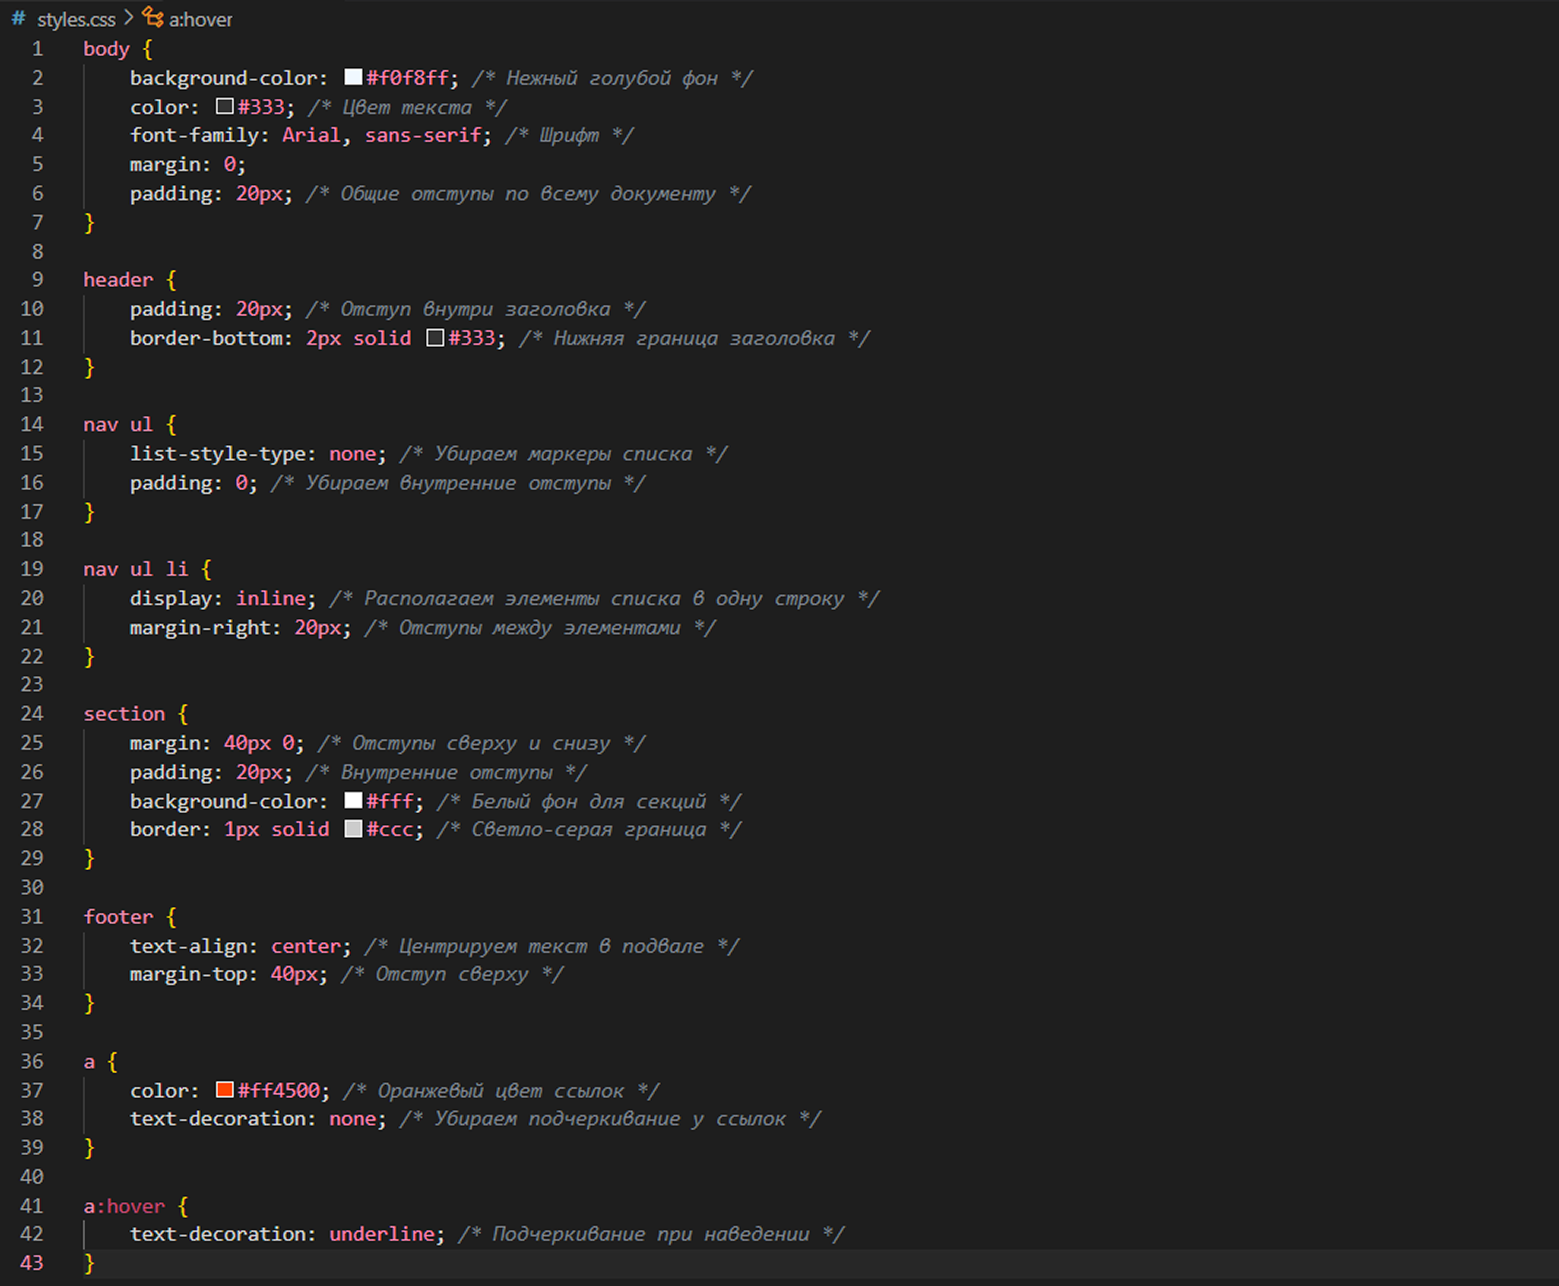 # styles.css > a:hover
1 body {
2 background-color: #f0f8ff; /* Нежный голубой фон */
3 color: #333; /* Цвет текста */
4 font-family: Arial, sans-serif; /* Шрифт */
5 margin: 0;
6 padding: 20px; /* Общие отступы по всему документу */
7 }
8
9 header {
10 padding: 20px; /* Отступ внутри заголовка */
11 border-bottom: 2px solid #333; /* Нижняя граница заголовка */
12 }
13
14 nav ul {
15 list-style-type: none; /* Убираем маркеры списка */
16 padding: 0; /* Убираем внутренние отступы */
17 }
18
19 nav ul li {
20 display: inline; /* Располагаем элементы списка в одну строку */
21 margin-right: 20px; /* Отступы между элементами */
22 }
23
24 section {
25 margin: 40px 0; /* Отступы сверху и снизу */
26 padding: 20px; /* Внутренние отступы */
27 background-color: #fff; /* Белый фон для секций */
28 border: 1px solid #ccc; /* Светло-серая граница */
29 }
30
31 footer {
32 text-align: center; /* Центрируем текст в подвале */
33 margin-top: 40px; /* Отступ сверху */
34 }
35
36 a {
37 color: #ff4500; /* Оранжевый цвет ссылок */
38 text-decoration: none; /* Убираем подчеркивание у ссылок */
39 }
40
41 a:hover {
42 text-decoration: underline; /* Подчеркивание при наведении */
43 }